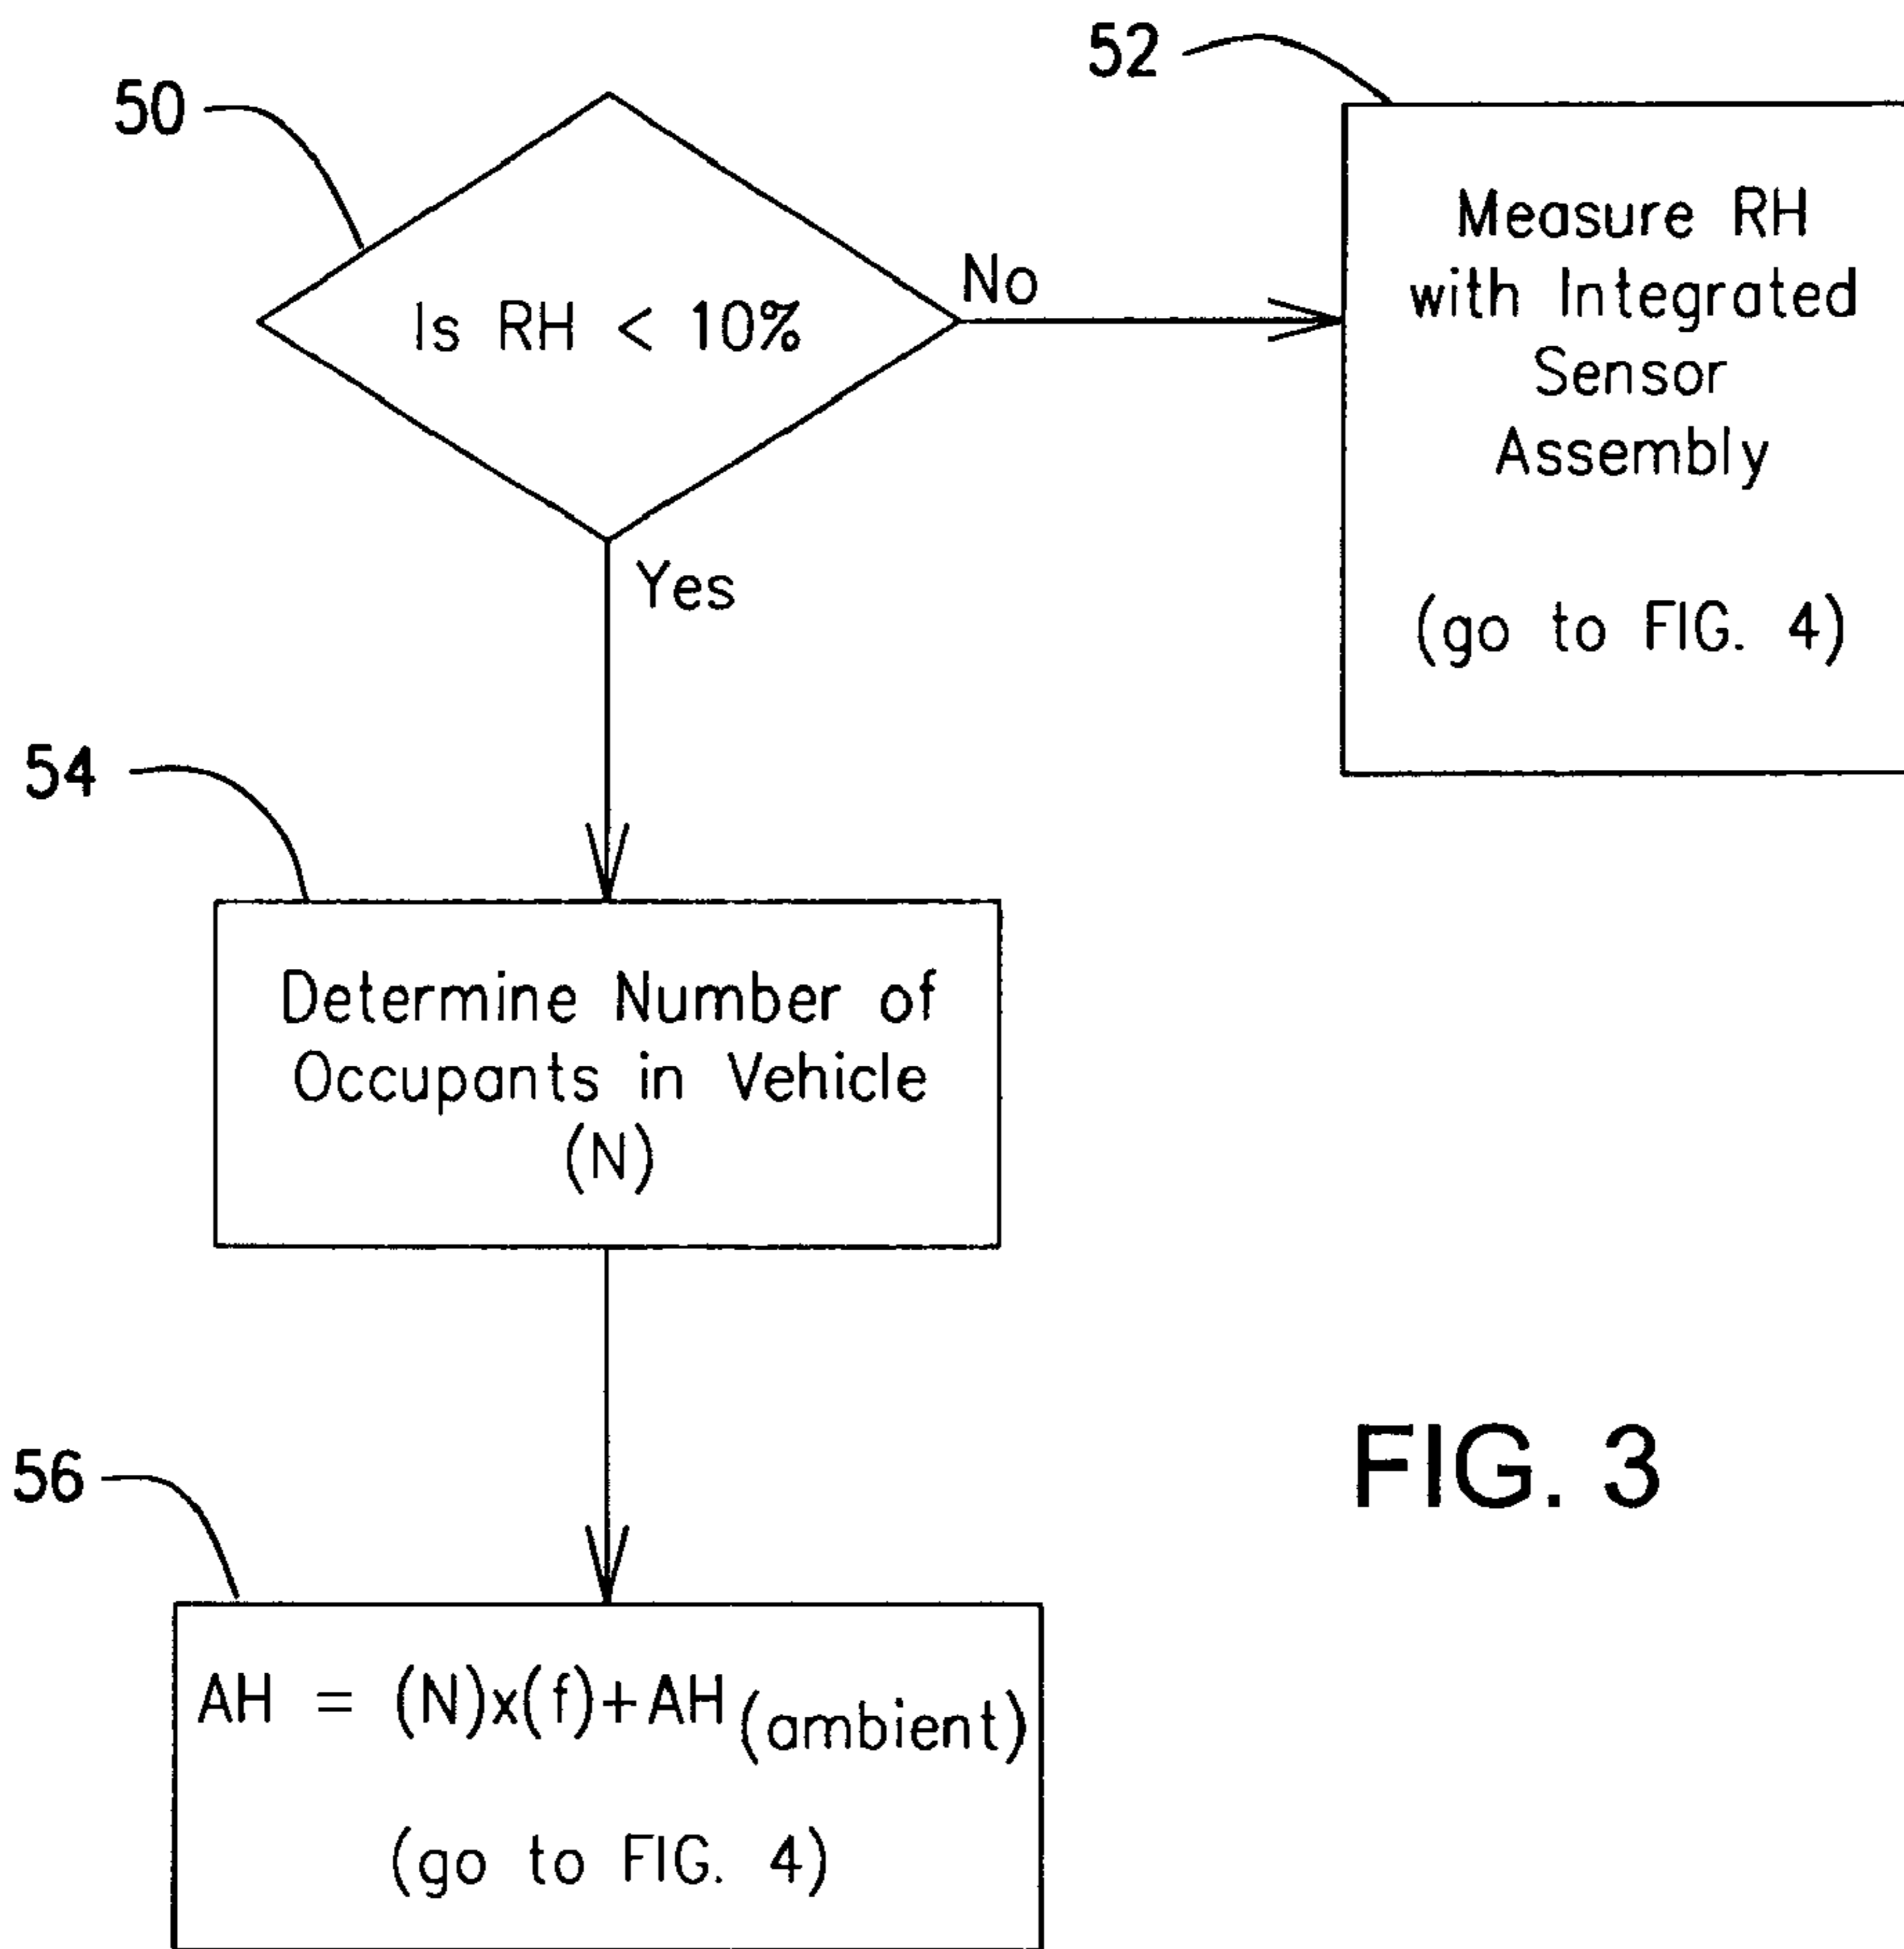 50
Is RH < 10%
No
Yes
52
Measure RH
with Integrated
Sensor
Assembly
(go to FIG. 4)
54
Determine Number of
Occupants in Vehicle
(N)
56
AH = (N)x(f)+AH(ambient)
(go to FIG. 4)
FIG. 3